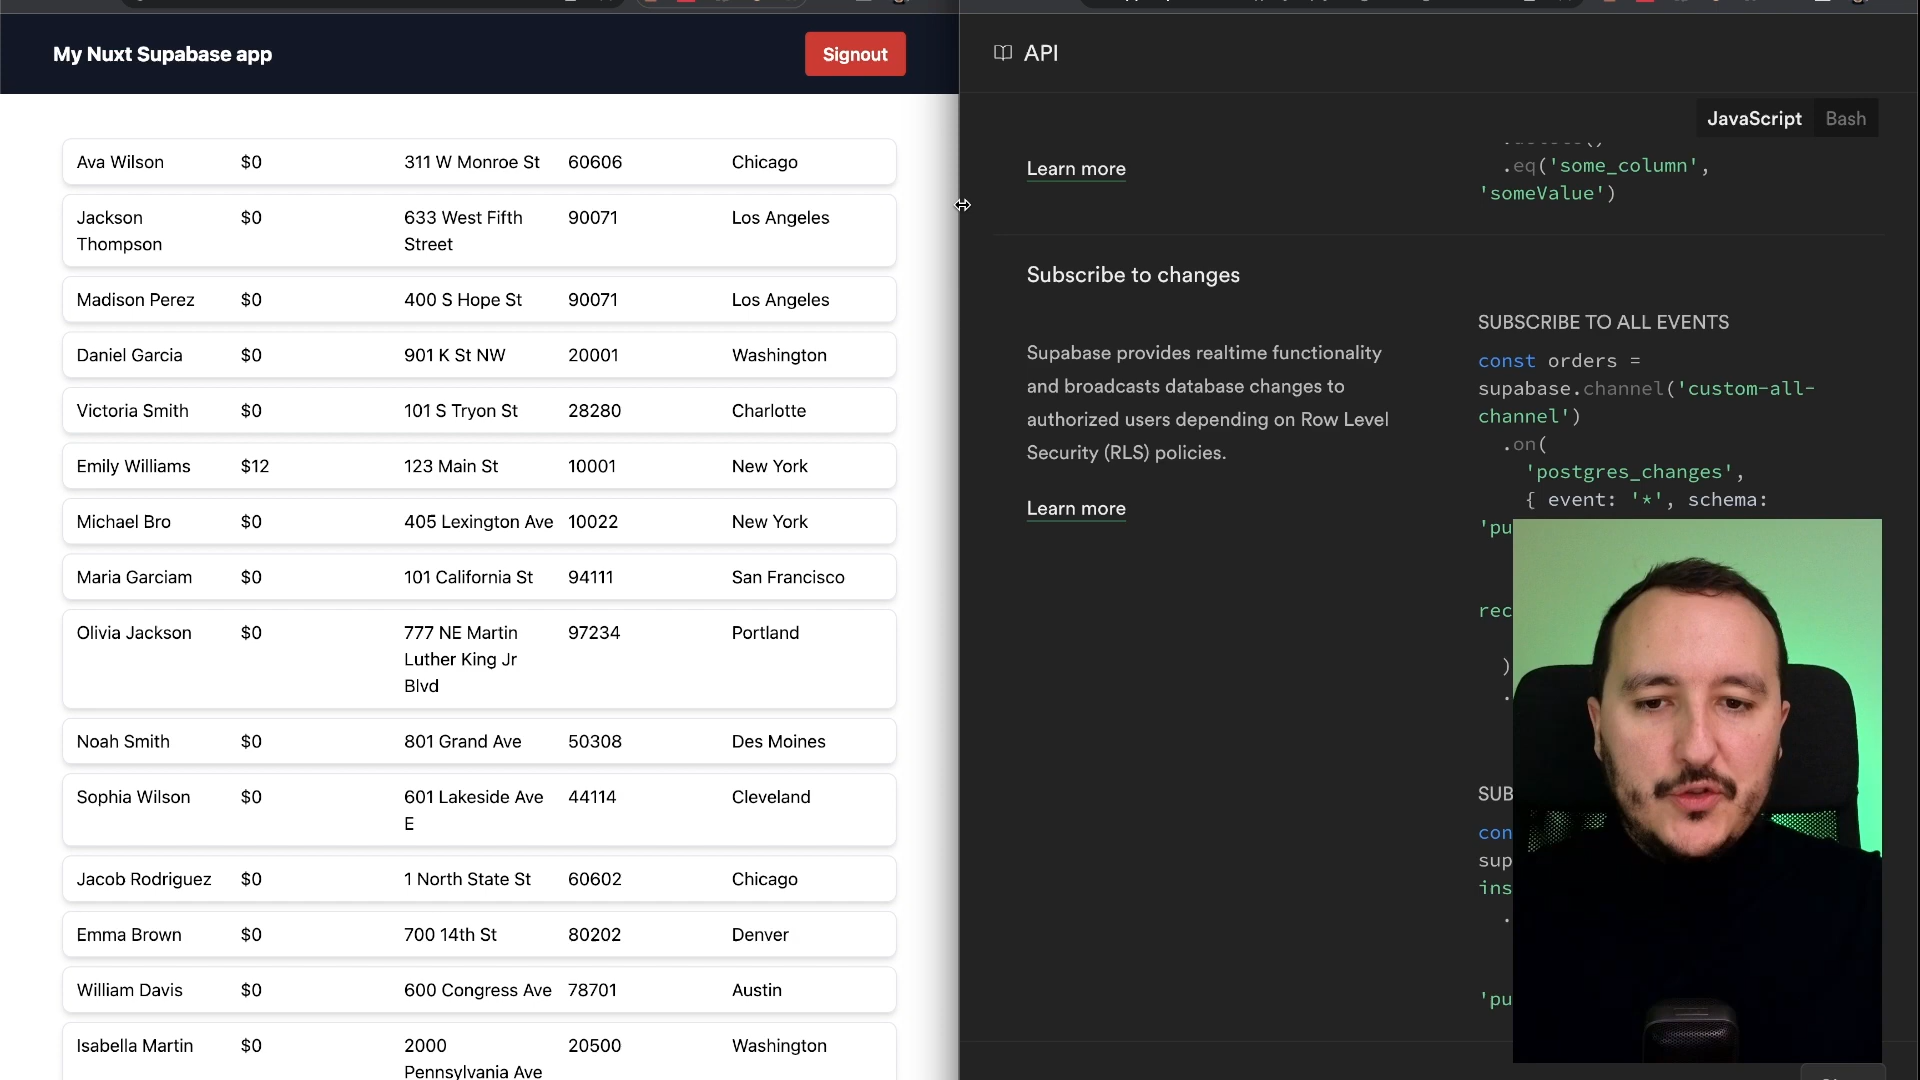 My Nuxt Supabase app
Signout
Ava Wilson $0 311 W Monroe St 60606 Chicago
Jackson $0 633 West Fifth 90071 Los Angeles
Thompson Street
Madison Perez $0 400 S Hope St 90071 Los Angeles
Daniel Garcia $0 901 K St NW 20001 Washington
Victoria Smith $0 101 S Tryon St 28280 Charlotte
Emily Williams $12 123 Main St 10001 New York
Michael Bro $0 405 Lexington Ave 10022 New York
Maria Garciam $0 101 California St 94111 San Francisco
Olivia Jackson $0 777 NE Martin 97234 Portland
Luther King Jr
Blvd
Noah Smith $0 801 Grand Ave 50308 Des Moines
Sophia Wilson $0 601 Lakeside Ave 44114 Cleveland
E
Jacob Rodriguez $0 1 North State St 60602 Chicago
Emma Brown $0 700 14th St 80202 Denver
William Davis $0 600 Congress Ave 78701 Austin
Isabella Martin $0 2000 20500 Washington
Pennsylvania Ave
API
JavaScript Bash
Learn more
.eq('some_column',
'someValue')
Subscribe to changes
Supabase provides realtime functionality
and broadcasts database changes to
authorized users depending on Row Level
Security (RLS) policies.
Learn more
SUBSCRIBE TO ALL EVENTS
const orders =
supabase.channel('custom-all-
channel')
.on(
'postgres_changes',
{ event: '*', schema:
'pu
rec
)
.
SUB
con
sup
ins
.
'pu